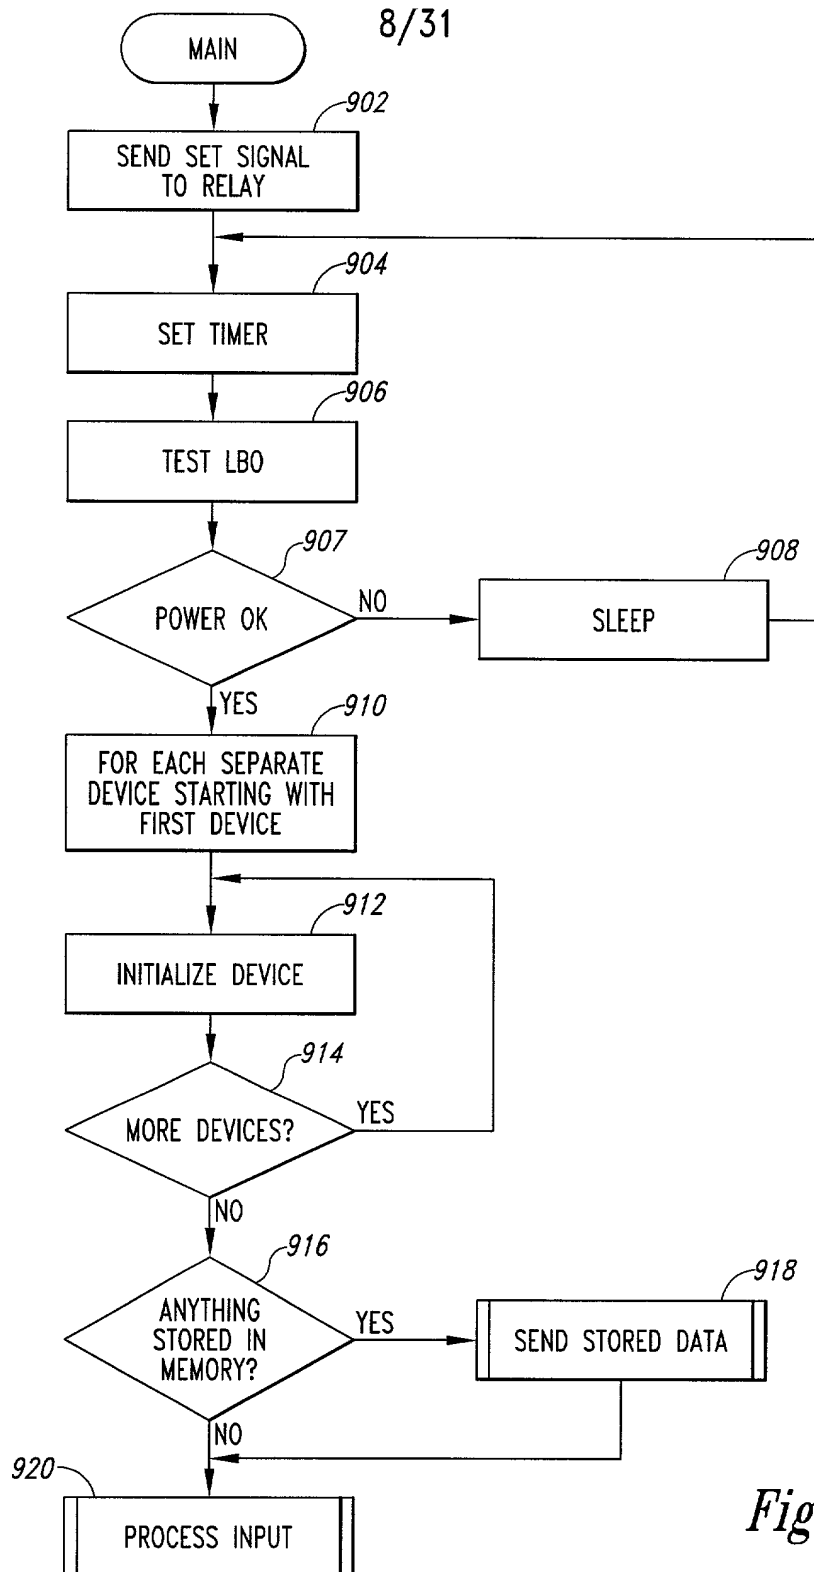 8/31
MAIN
902
SEND SET SIGNAL
TO RELAY
904
SET TIMER
906
TEST LBO
907
POWER OK
NO
908
SLEEP
YES
910
FOR EACH SEPARATE
DEVICE STARTING WITH
FIRST DEVICE
912
INITIALIZE DEVICE
914
MORE DEVICES?
YES
NO
916
ANYTHING
STORED IN
MEMORY?
YES
918
SEND STORED DATA
NO
920
PROCESS INPUT
Fig